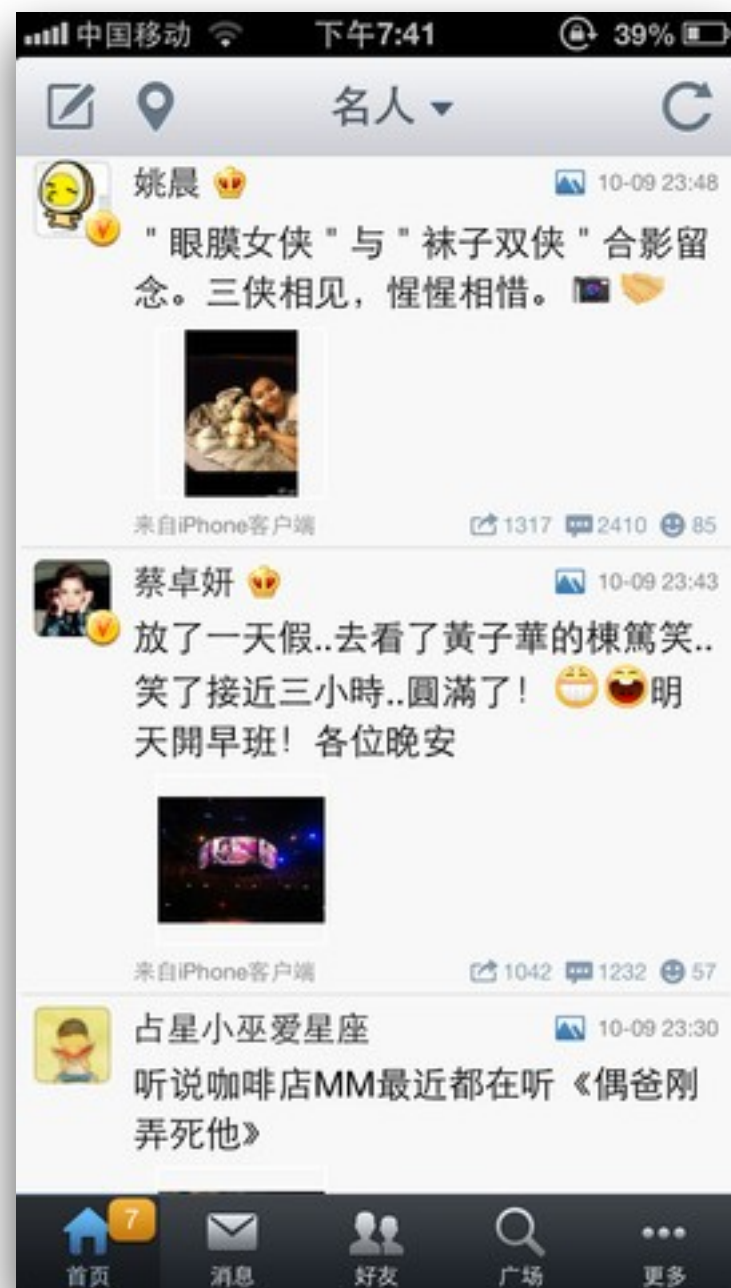 中国移动 下午7:41 39%
名人
姚晨 10-09 23:48
"眼膜女侠"与"袜子双侠"合影留
念。三侠相见，惺惺相惜。
来自iPhone客户端 1317 2410 85
蔡卓妍 10-09 23:43
放了一天假..去看了黃子華的棟篤笑..
笑了接近三小時..圓滿了！明
天開早班！各位晚安
来自iPhone客户端 1042 1232 57
占星小巫爱星座 10-09 23:30
听说咖啡店MM最近都在听《偶爸刚
弄死他》
7
首页 消息 好友 广场 更多